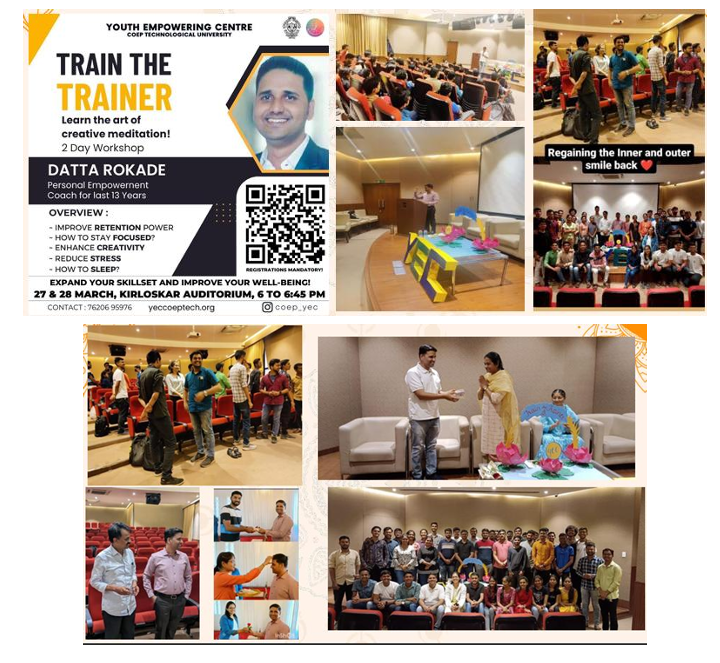 YOUTH EMPOWERING CENTRE
COEP TECHNOLOGICAL UNIVERSITY
TRAIN THE
TRAINER
Learn the art of
creative meditation!
2 Day Workshop
DATTA ROKADE
Personal Empowernent
Coach for last 13 Years
OVERVIEW :
- IMPROVE RETENTION POWER
- HOW TO STAY FOCUSED?
- ENHANCE CREATIVITY
- REDUCE STRESS
- HOW TO SLEEP?
REGISTRATIONS MANDATORY!
EXPAND YOUR SKILLSET AND IMPROVE YOUR WELL-BEING!
27 & 28 MARCH, KIRLOSKAR AUDITORIUM, 6 TO 6:45 PM
CONTACT : 76206 95976 yeccoeptech.org coep_yec
YEC
Regaining the Inner and outer
smile back ❤️